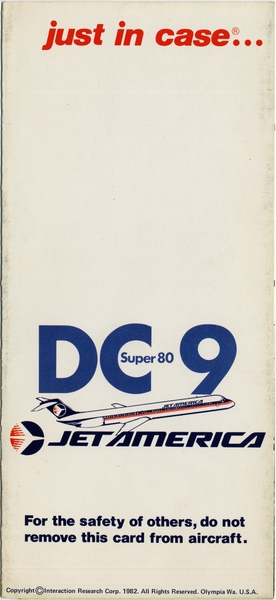 just in case®...
DC Super 80 9
JETAMERICA
JETAMERICA
For the safety of others, do not
remove this card from aircraft.
Copyright ©Interaction Research Corp. 1982. All Rights Reserved. Olympia Wa. U.S.A.